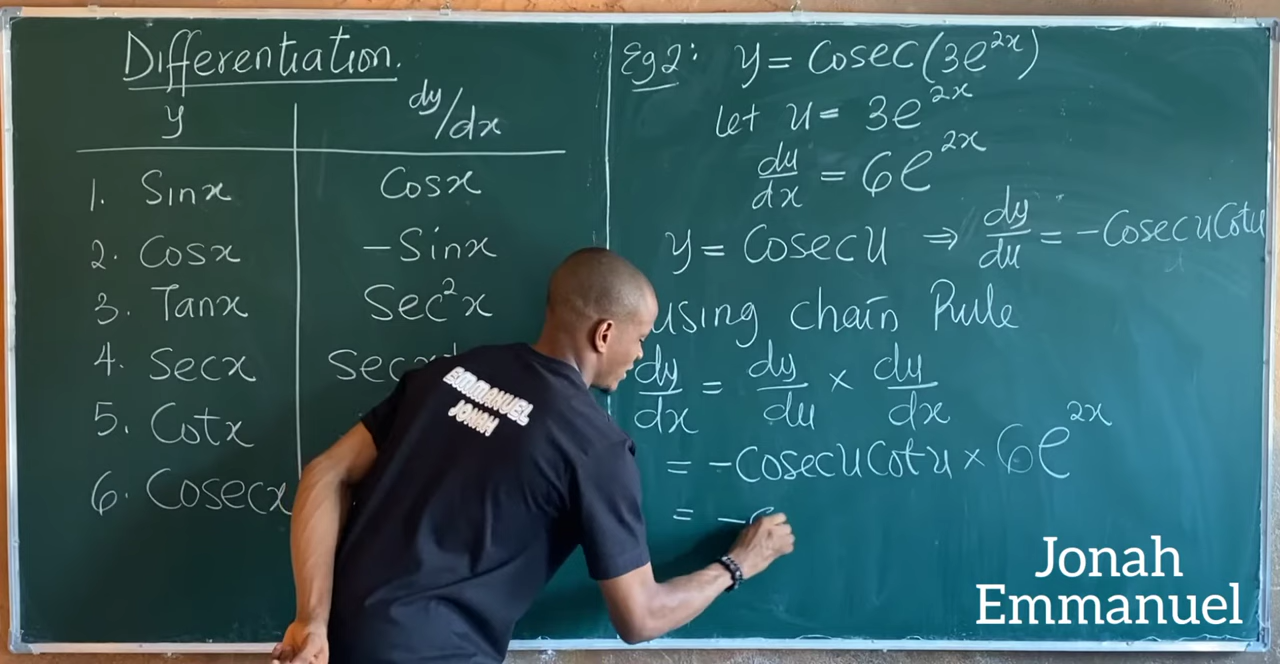 Differentiation.
y dy/dx
1. Sinx Cosx
2. Cosx -Sinx
3. Tanx Sec²x
4. Secx
5. Cotx
6. Cosecx
Eg2: y = Cosec(3e^{2x})
let u = 3e^{2x}
du/dx = 6e^{2x}
y = Cosecu ⇒ dy/du = -CosecuCotu
using chain Rule
dy/dx = dy/du × du/dx
= -CosecuCotu × 6e^{2x}
= -
EMMANUEL
JONAH
Jonah
Emmanuel